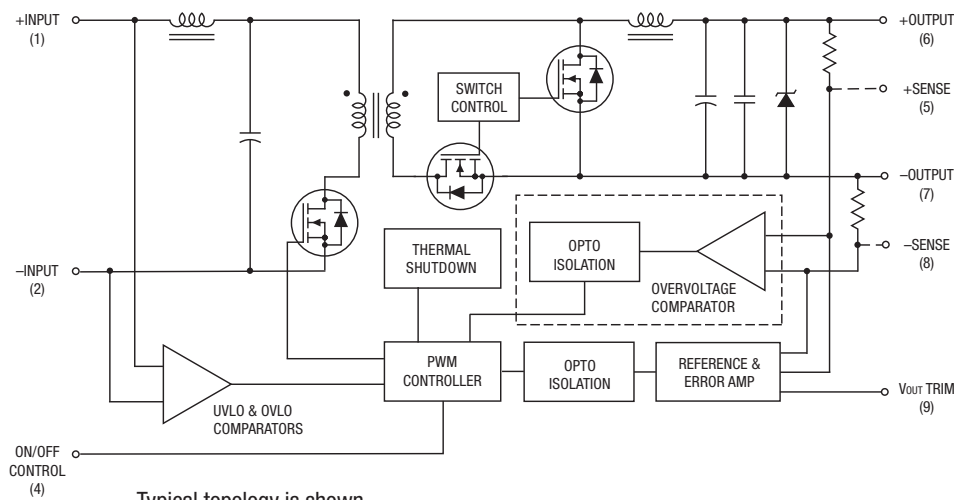 +INPUT
(1)
+OUTPUT
(6)
SWITCH
CONTROL
+SENSE
(5)
–OUTPUT
(7)
–INPUT
(2)
THERMAL
SHUTDOWN
OPTO
ISOLATION
OVERVOLTAGE
COMPARATOR
–SENSE
(8)
PWM
CONTROLLER
OPTO
ISOLATION
REFERENCE &
ERROR AMP
VOUT TRIM
(9)
UVLO & OVLO
COMPARATORS
ON/OFF
CONTROL
(4)
Typical topology is shown